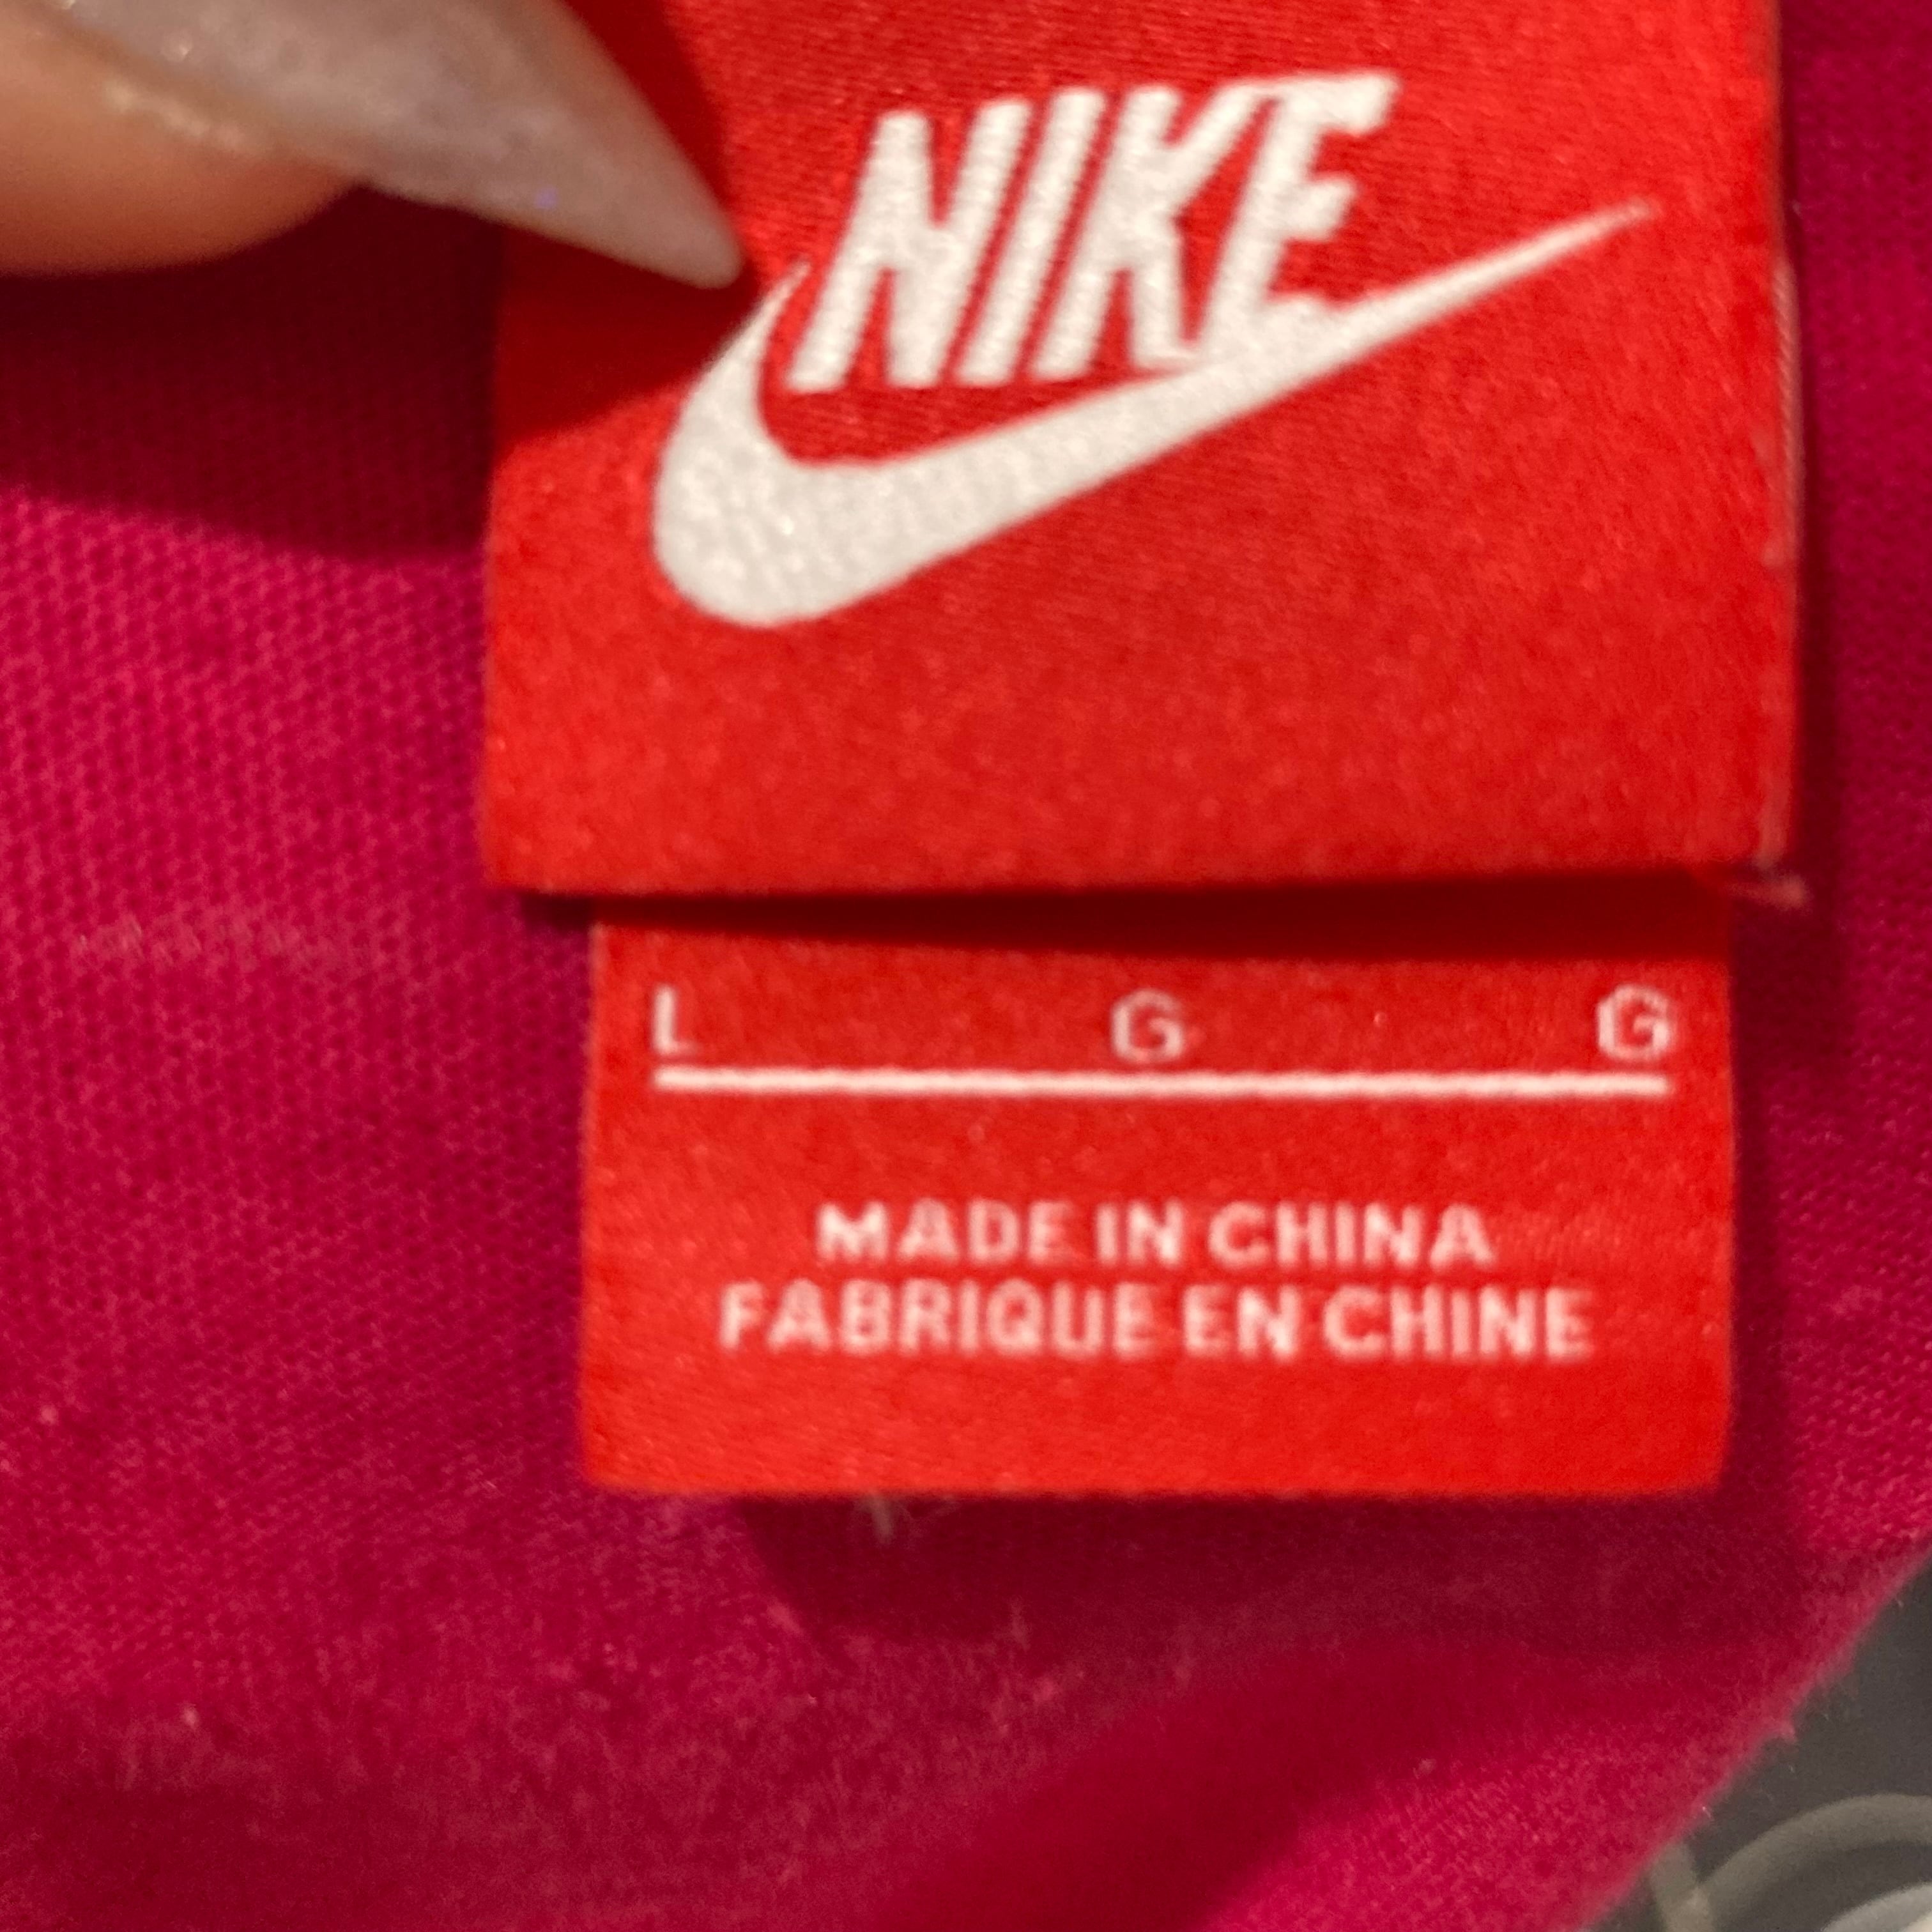 NIKE
L G G
MADE IN CHINA
FABRIQUE EN CHINE